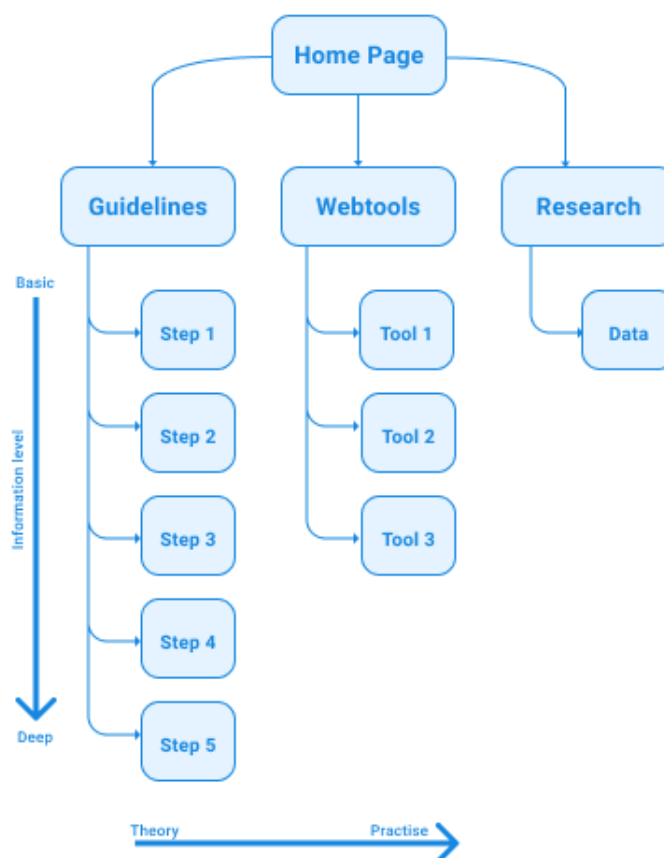 Home Page
Guidelines
Webtools
Research
Basic
Step 1
Tool 1
Data
Step 2
Tool 2
Information level
Step 3
Tool 3
Step 4
Deep
Step 5
Theory
Practise